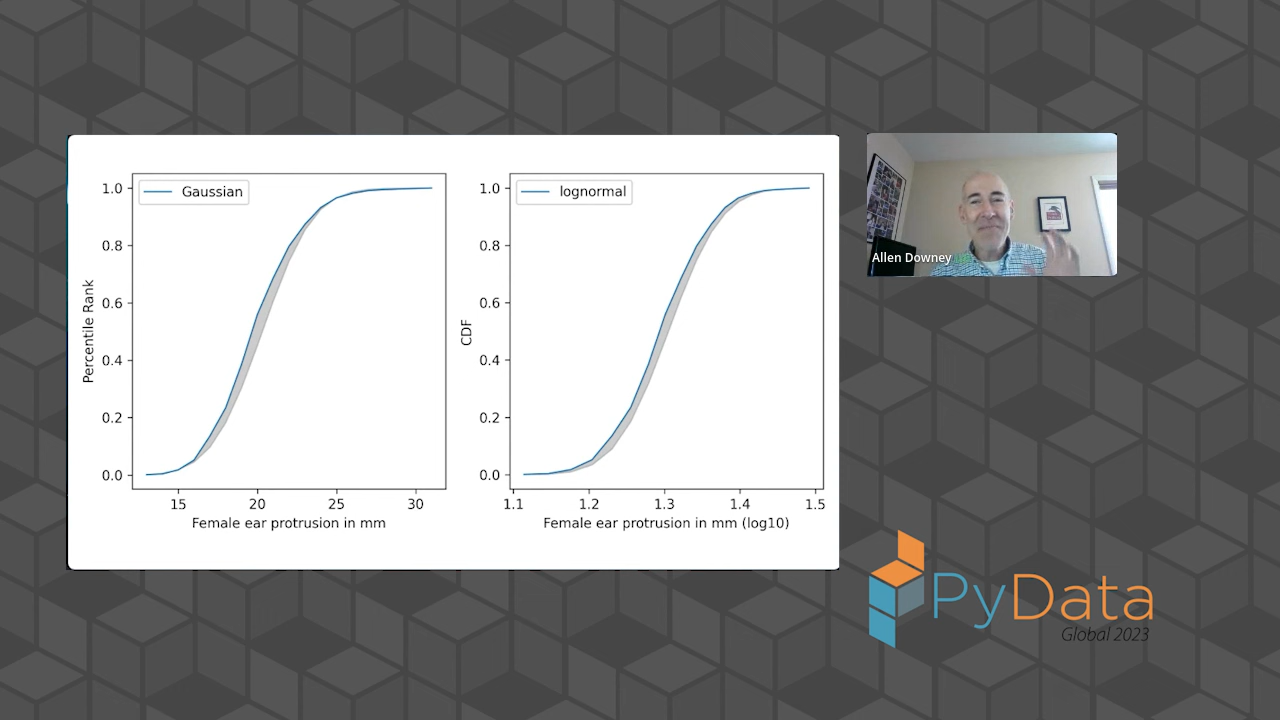 Gaussian
1.0
0.8
0.6
0.4
0.2
0.0
Percentile Rank
15 20 25 30
Female ear protrusion in mm
lognormal
1.0
0.8
0.6
0.4
0.2
0.0
CDF
1.1 1.2 1.3 1.4 1.5
Female ear protrusion in mm (log10)
Allen Downey
PyData
Global 2023